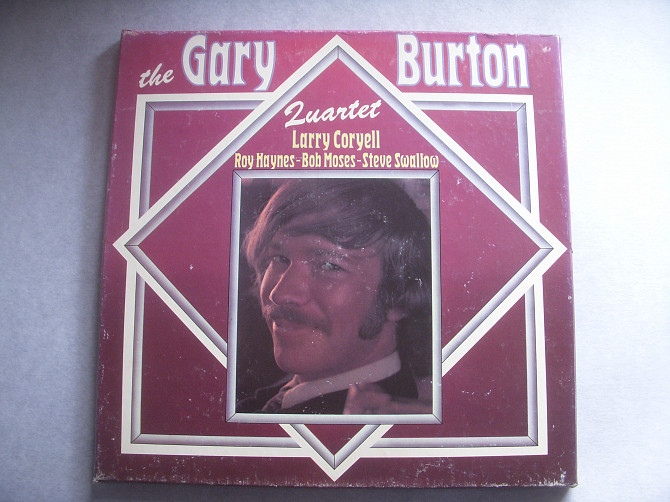 the Gary Burton
Quartet
Larry Coryell
Roy Haynes-Bob Moses-Steve Swallow